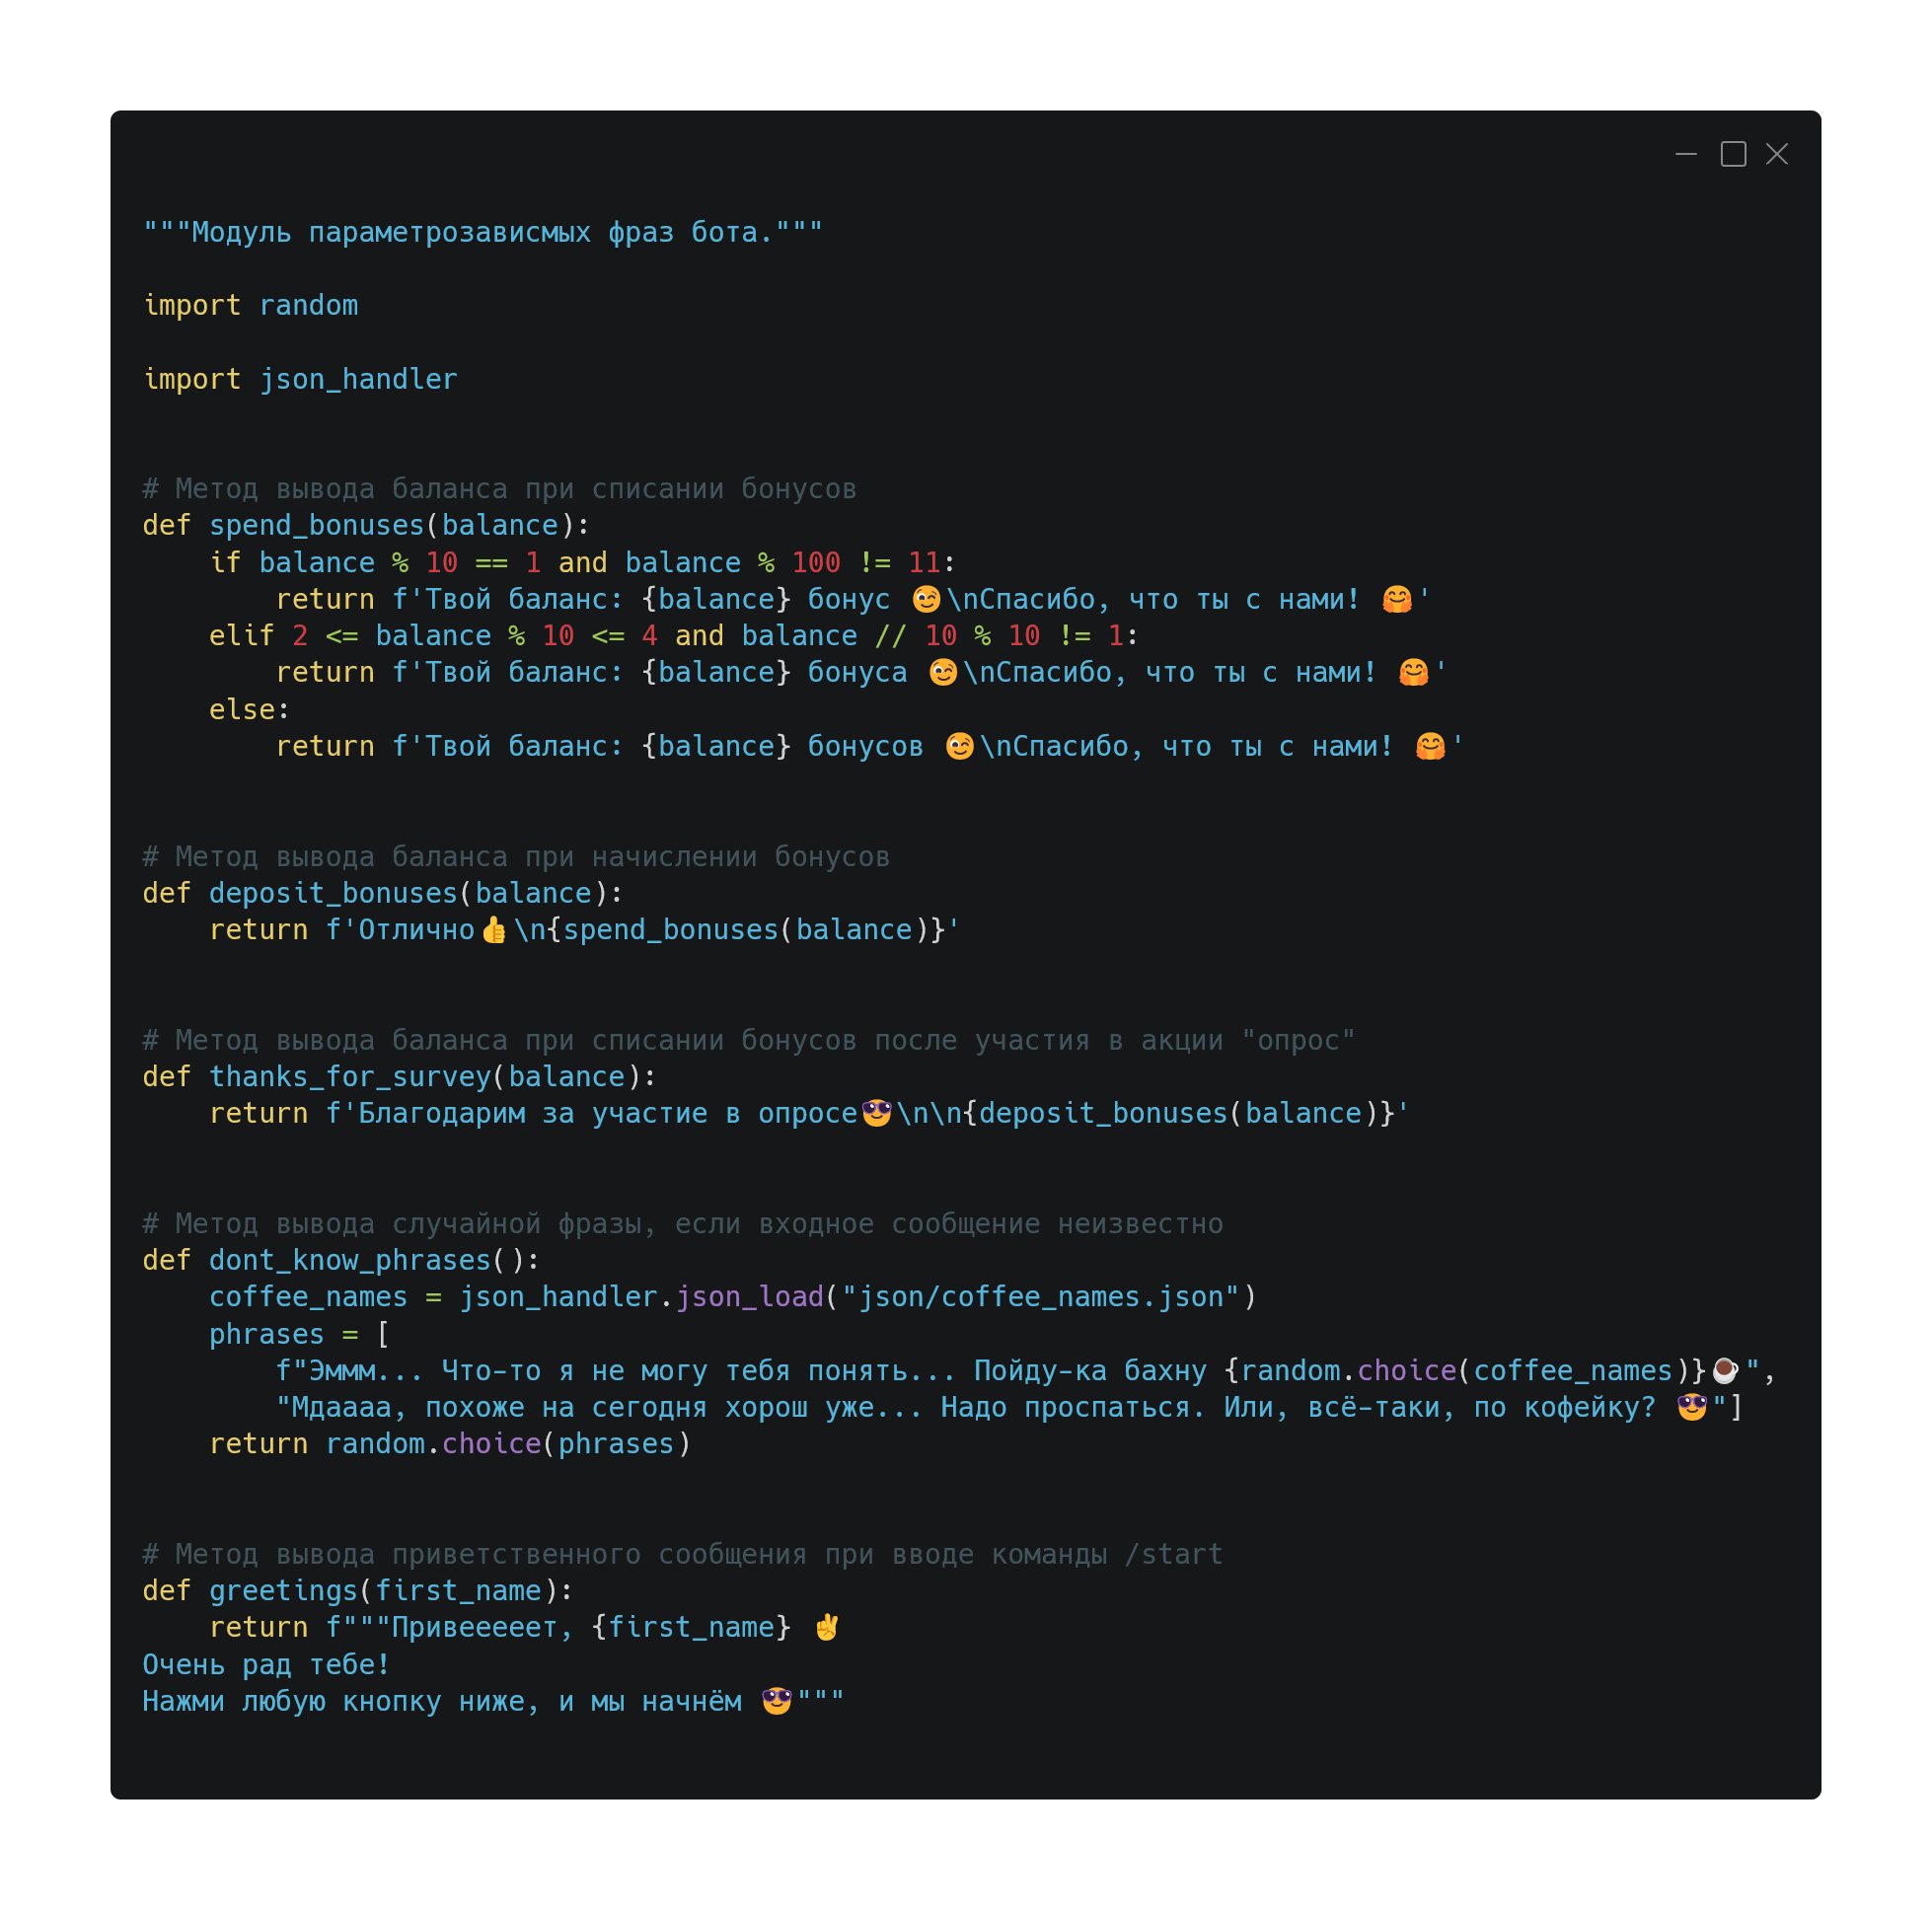 """Модуль параметрозависмых фраз бота."""
import random
import json_handler
# Метод вывода баланса при списании бонусов
def spend_bonuses(balance):
    if balance % 10 == 1 and balance % 100 != 11:
        return f'Твой баланс: {balance} бонус 😉\nСпасибо, что ты с нами! 🤗'
    elif 2 <= balance % 10 <= 4 and balance // 10 % 10 != 1:
        return f'Твой баланс: {balance} бонуса 😉\nСпасибо, что ты с нами! 🤗'
    else:
        return f'Твой баланс: {balance} бонусов 😉\nСпасибо, что ты с нами! 🤗'
# Метод вывода баланса при начислении бонусов
def deposit_bonuses(balance):
    return f'Отлично👍\n{spend_bonuses(balance)}'
# Метод вывода баланса при списании бонусов после участия в акции "опрос"
def thanks_for_survey(balance):
    return f'Благодарим за участие в опросе😎\n\n{deposit_bonuses(balance)}'
# Метод вывода случайной фразы, если входное сообщение неизвестно
def dont_know_phrases():
    coffee_names = json_handler.json_load("json/coffee_names.json")
    phrases = [
        f"Эммм... Что-то я не могу тебя понять... Пойду-ка бахну {random.choice(coffee_names)}☕",
        "Мдаааа, похоже на сегодня хорош уже... Надо проспаться. Или, всё-таки, по кофейку? 😎"]
    return random.choice(phrases)
# Метод вывода приветственного сообщения при вводе команды /start
def greetings(first_name):
    return f"""Привееееет, {first_name} ✌
Очень рад тебе!
Нажми любую кнопку ниже, и мы начнём 😎"""